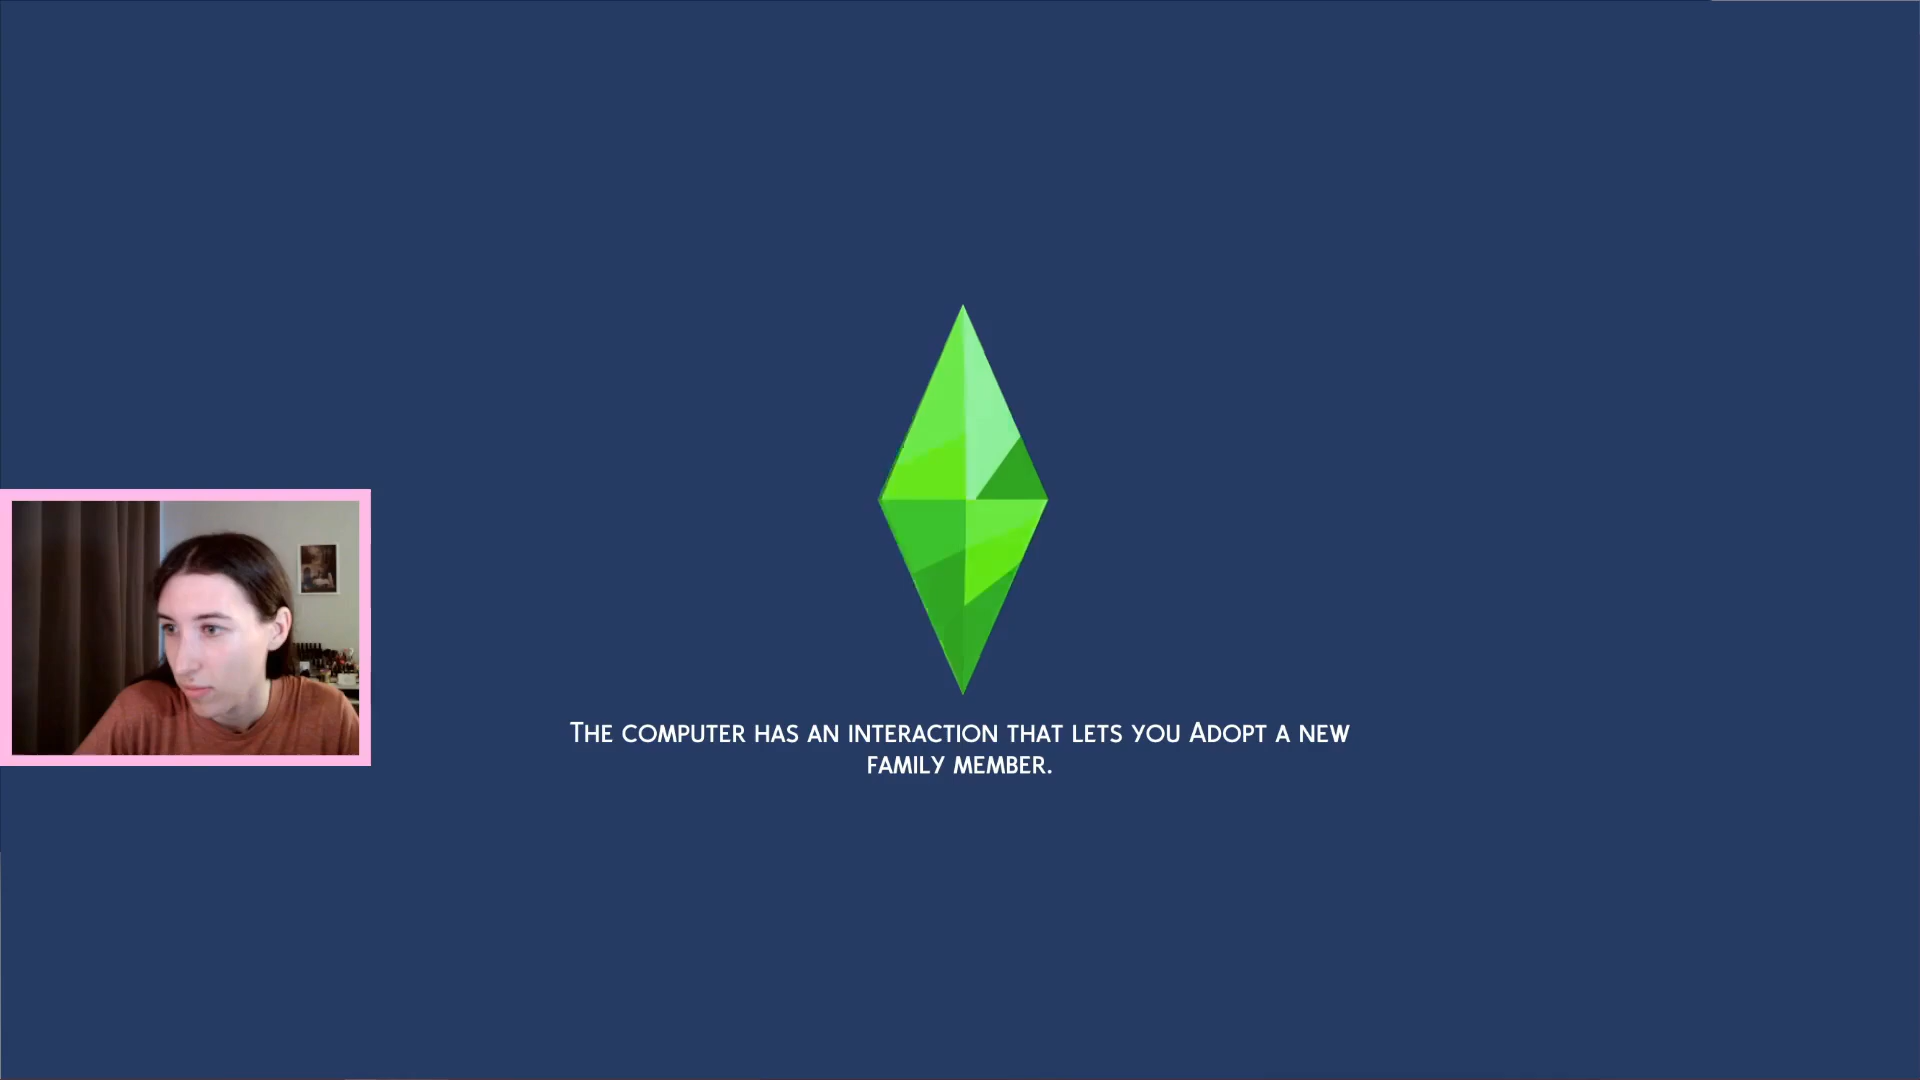 The computer has an interaction that lets you Adopt a new
family member.